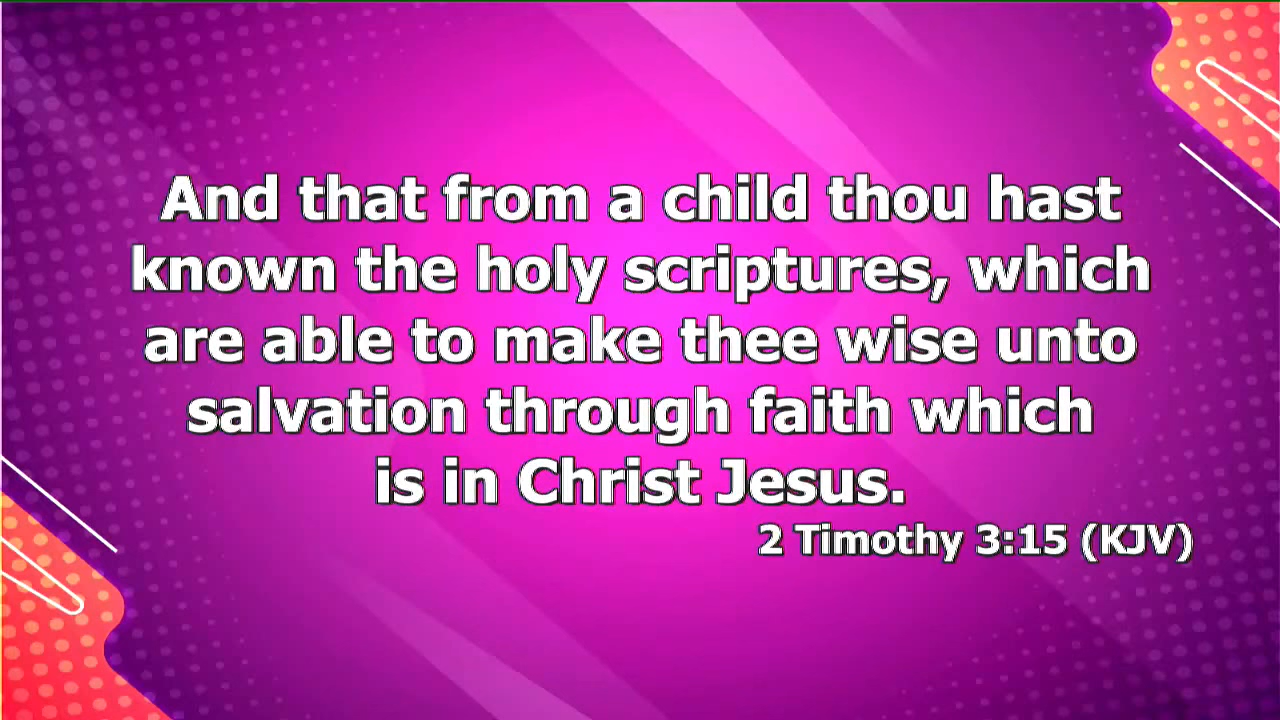 And that from a child thou hast
known the holy scriptures, which
are able to make thee wise unto
salvation through faith which
is in Christ Jesus.
2 Timothy 3:15 (KJV)